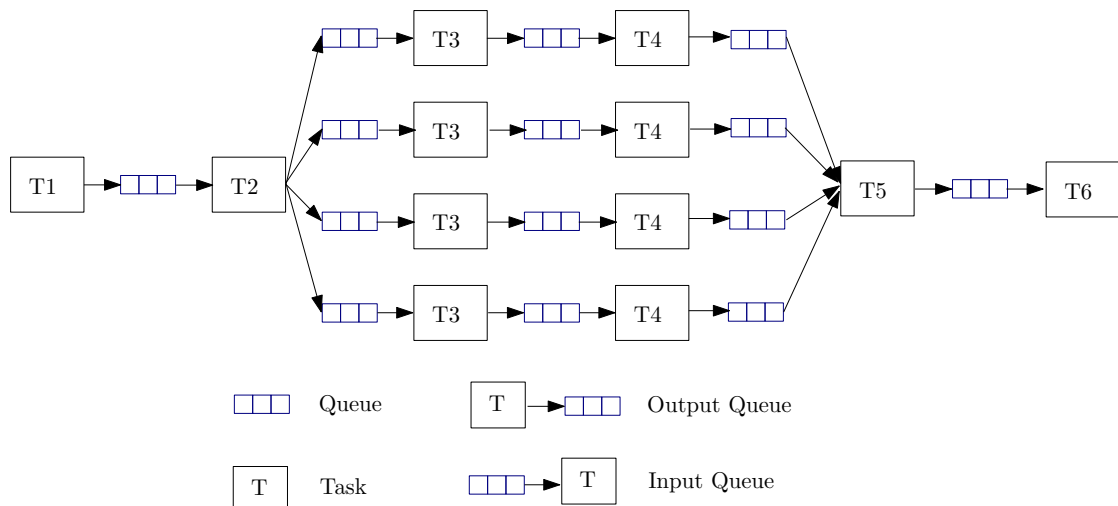 T3 T4
T3 T4
T1 T2 T5 T6
T3 T4
T3 T4
Queue T Output Queue
T Task T Input Queue